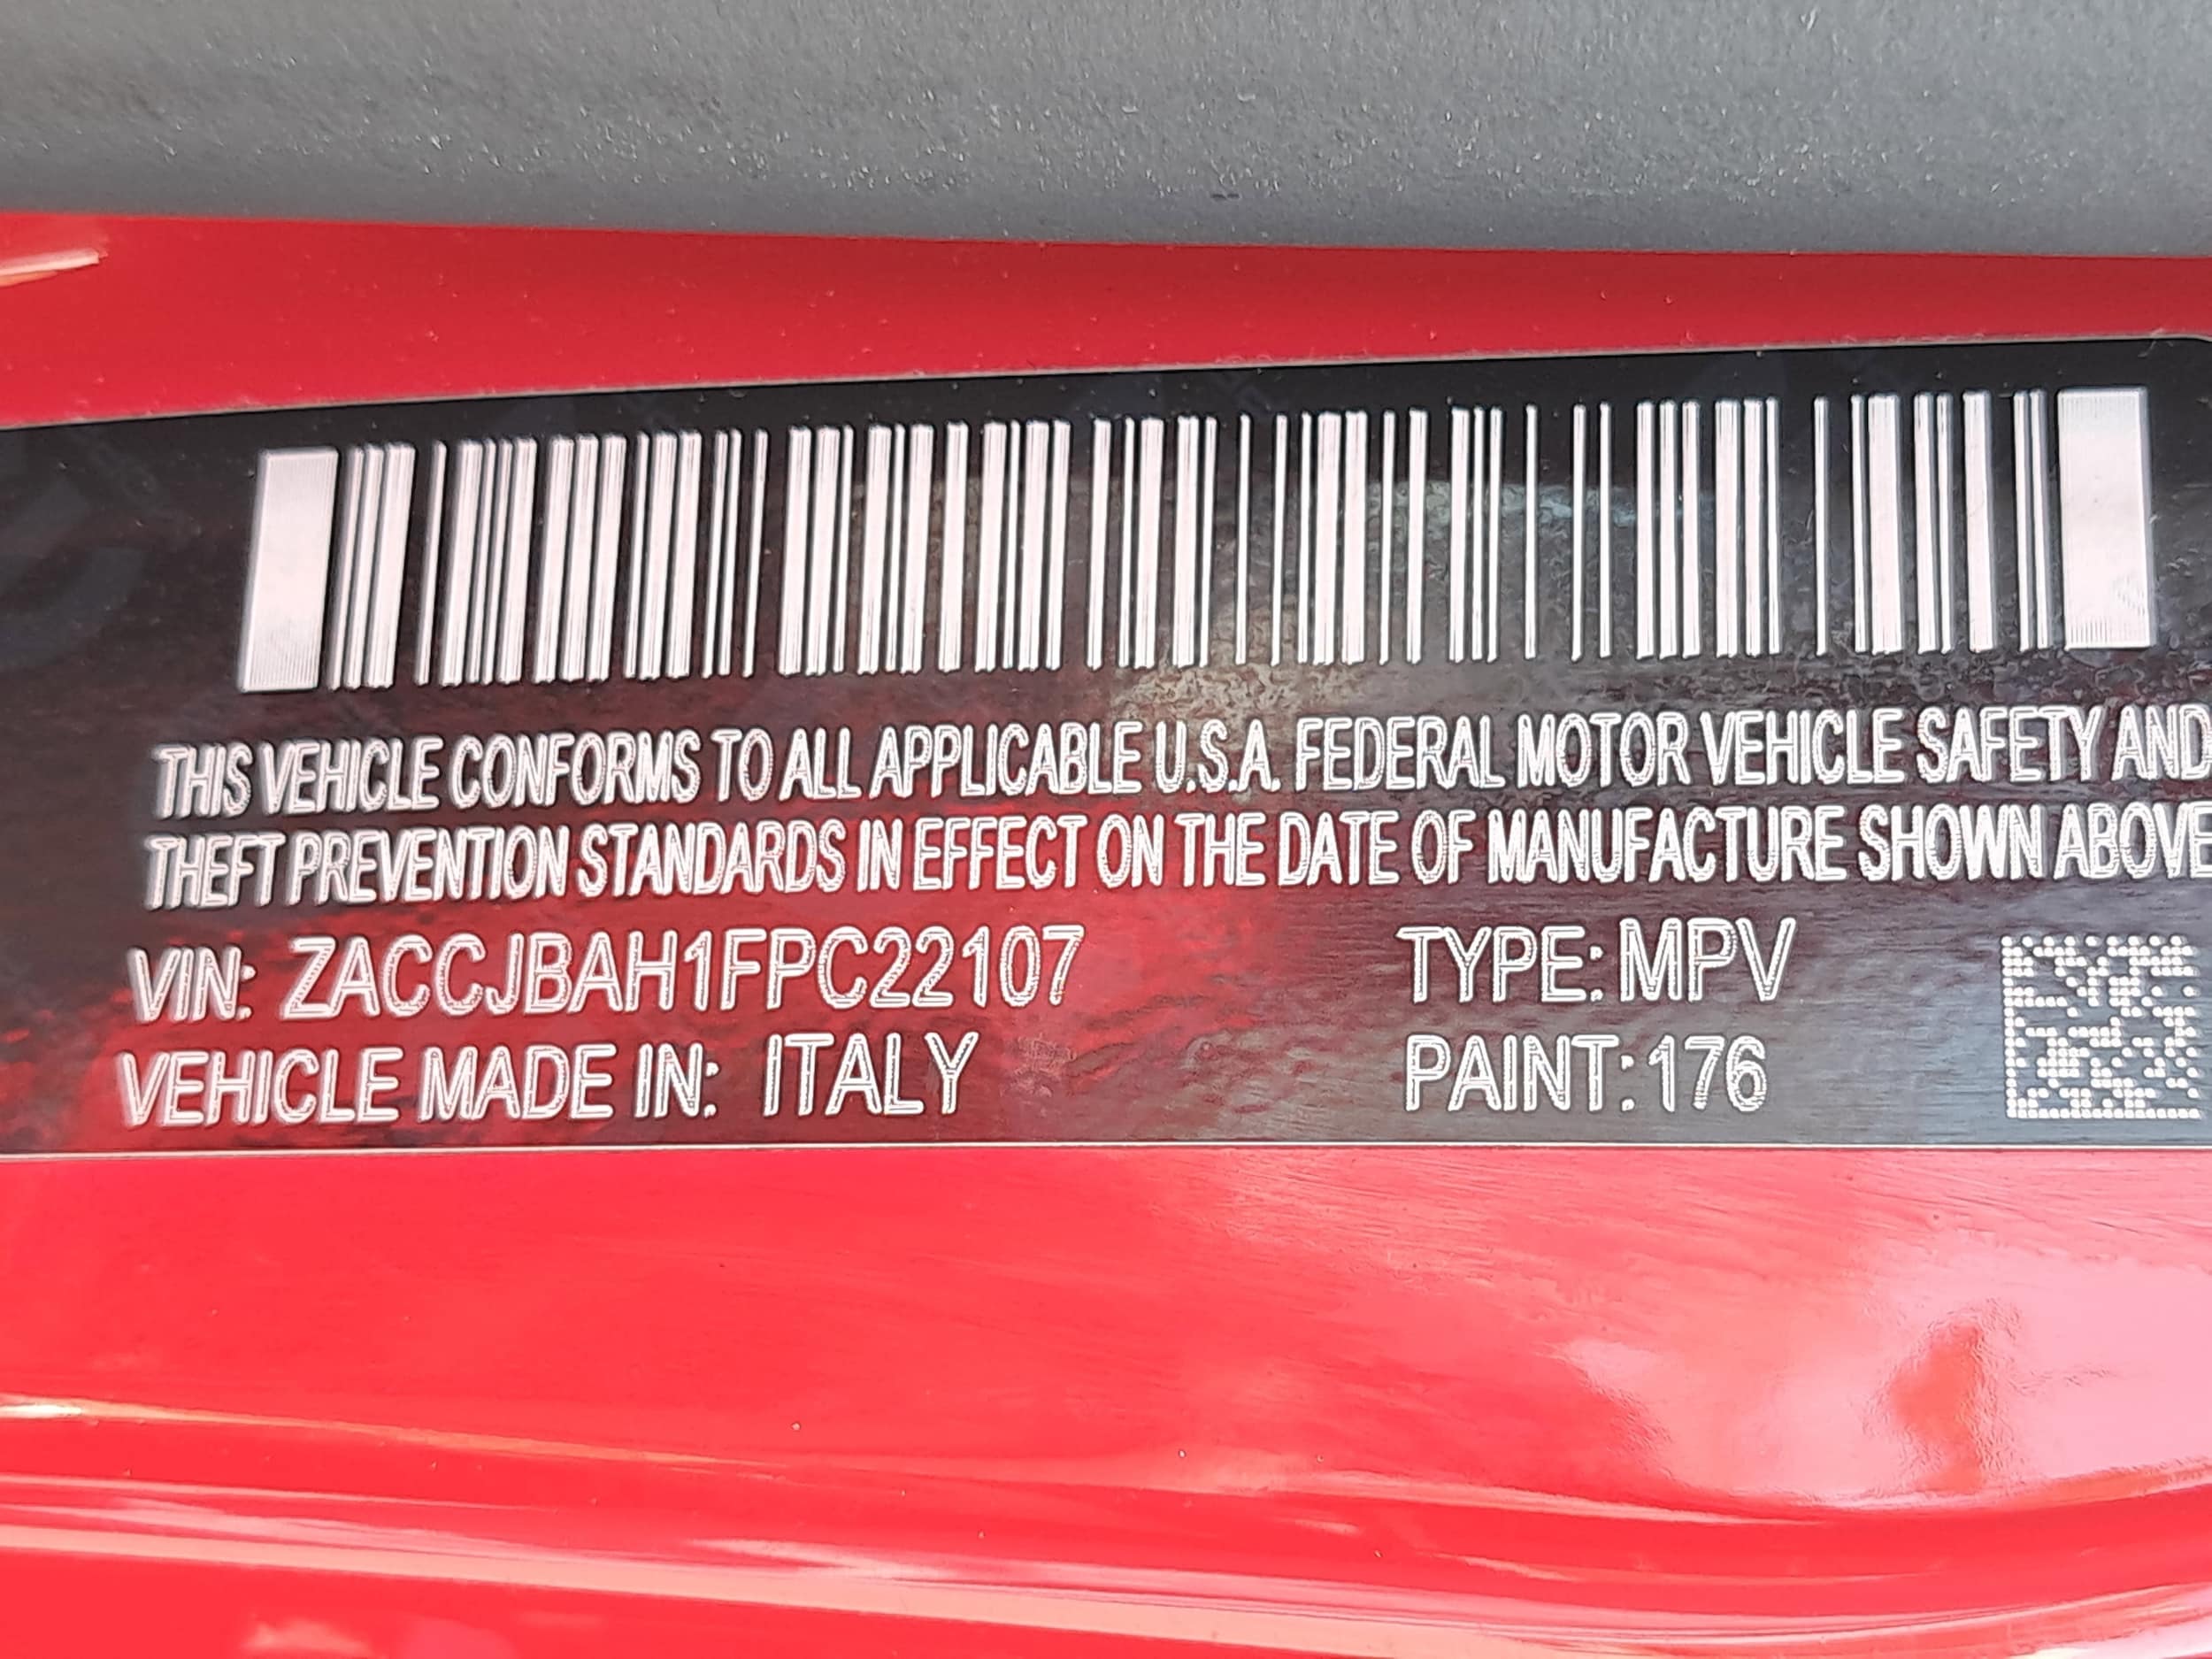 THIS VEHICLE CONFORMS TO ALL APPLICABLE U.S.A. FEDERAL MOTOR VEHICLE SAFETY AND
THEFT PREVENTION STANDARDS IN EFFECT ON THE DATE OF MANUFACTURE SHOWN ABOVE
VIN: ZACCJBAH1FPC22107 TYPE: MPV
VEHICLE MADE IN: ITALY PAINT: 176